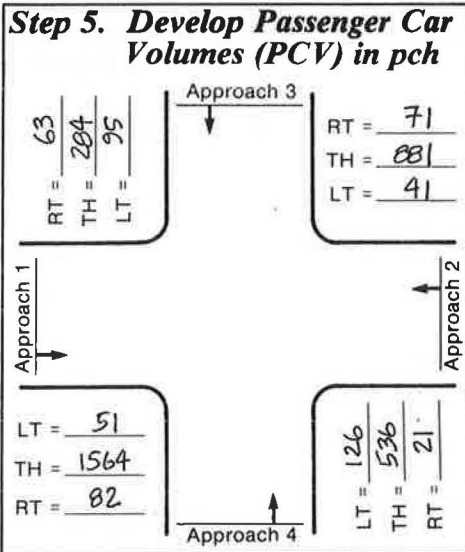 Step 5. Develop Passenger Car
Volumes (PCV) in pch
Approach 3
RT = 63
TH = 284
LT = 95
RT = 71
TH = 881
LT = 41
Approach 1
Approach 2
LT = 51
TH = 1564
RT = 82
LT = 126
TH = 536
RT = 21
Approach 4